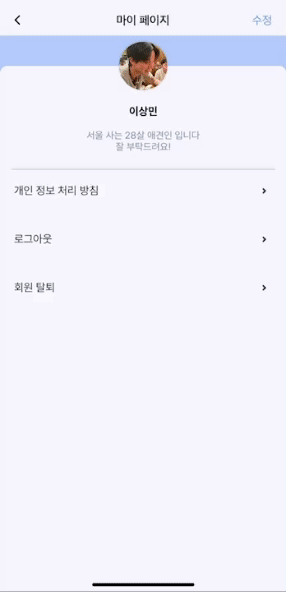 마이 페이지
수정
이상민
서울 사는 28살 애견인 입니다
잘 부탁드려요!
개인 정보 처리 방침
로그아웃
회원 탈퇴